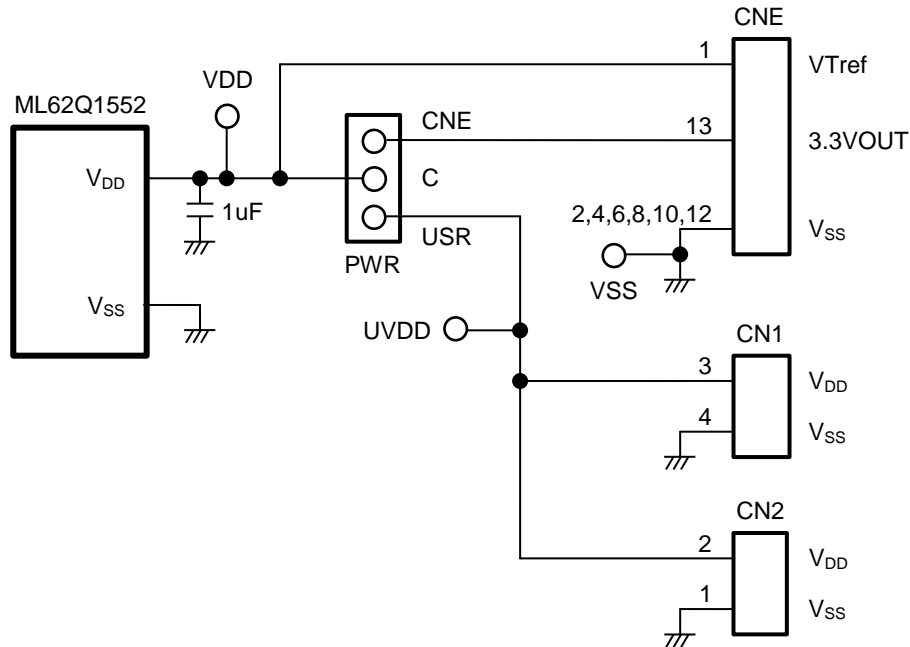 CNE
1
VTref
VDD
ML62Q1552
CNE
13
3.3VOUT
VDD
C
1uF
2,4,6,8,10,12
USR
VSS
PWR
VSS
VSS
UVDD
CN1
3
VDD
4
VSS
CN2
2
VDD
1
VSS